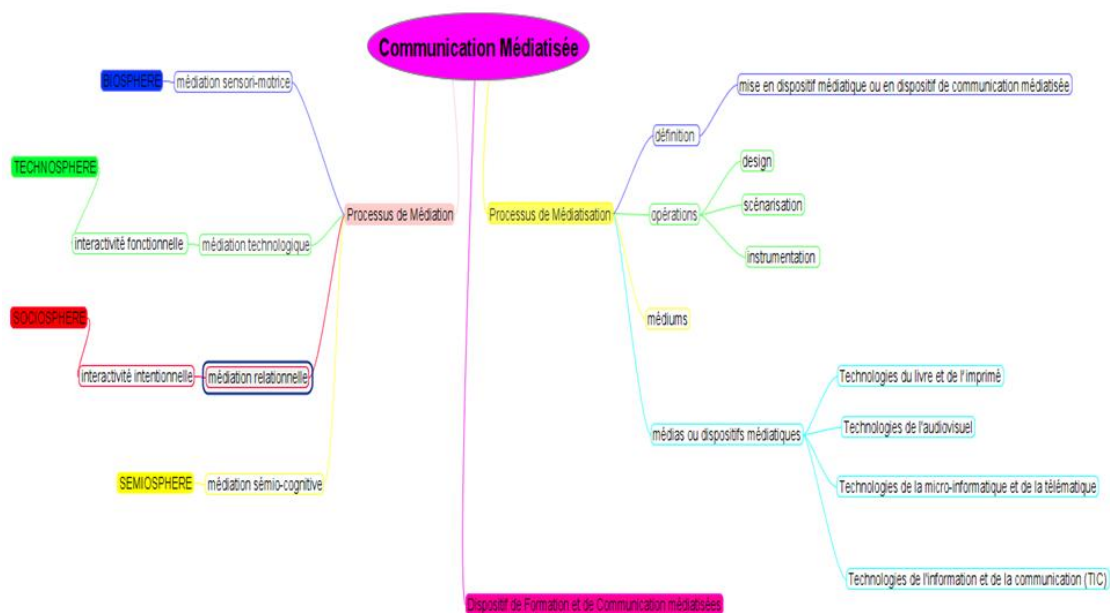 Communication Médiatisée
BIOSPHERE
médiation sensori-motrice
TECHNOSPHERE
interactivité fonctionnelle
médiation technologique
SOCIOSPHERE
interactivité intentionnelle
médiation relationnelle
SEMIOSPHERE
médiation sémio-cognitive
Processus de Médiation
Processus de Médiatisation
définition
mise en dispositif médiatique ou en dispositif de communication médiatisée
opérations
design
scénarisation
instrumentation
médiums
médias ou dispositifs médiatiques
Technologies du livre et de l'imprimé
Technologies de l'audiovisuel
Technologies de la micro-informatique et de la télématique
Technologies de l'information et de la communication (TIC)
Dispositif de Formation et de Communication médiatisées